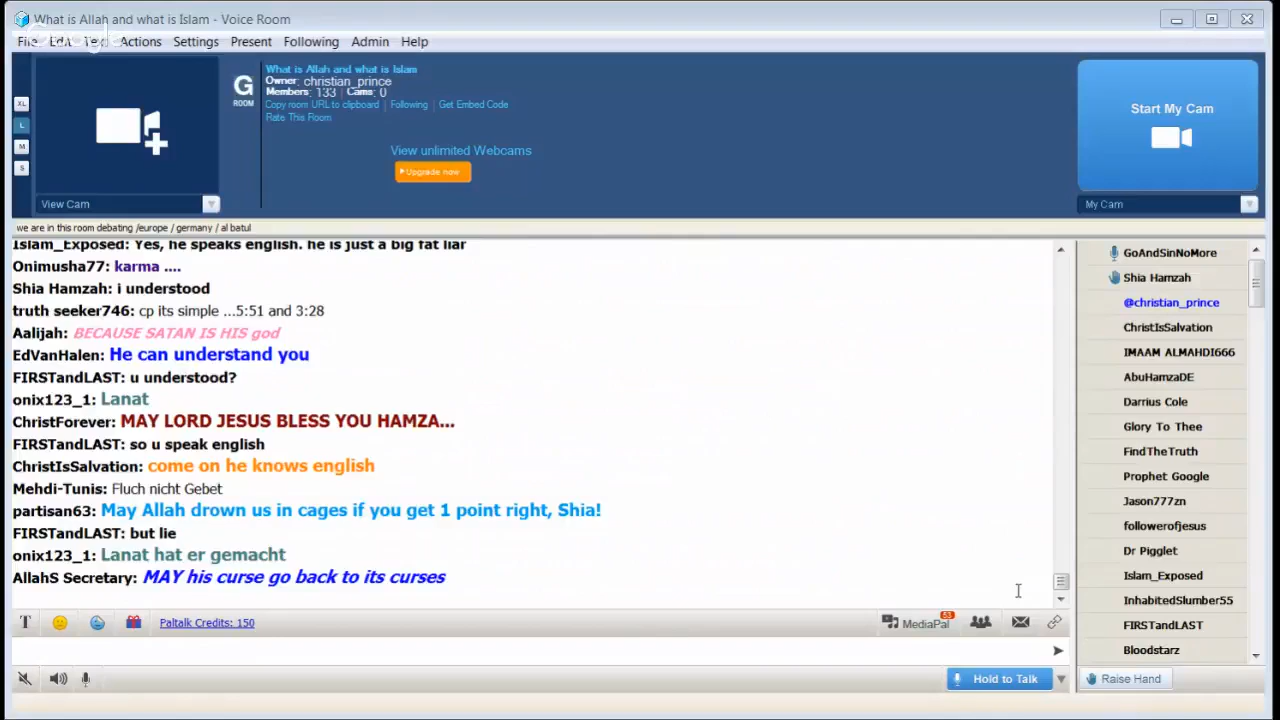 What is Allah and what is Islam - Voice Room
File Edit Text Actions Settings Present Following Admin Help
What is Allah and what is Islam
Owner: christian_prince
G ROOM
Members: 133 | Cams: 0
Copy room URL to clipboard | Following | Get Embed Code
Rate This Room
View unlimited Webcams
Upgrade now
Start My Cam
XL
L
M
S
View Cam
My Cam
we are in this room debating /europe / germany / al batul
Islam_Exposed: Yes, he speaks english. he is just a big fat liar
Onimusha77: karma ....
Shia Hamzah: i understood
truth seeker746: cp its simple ...5:51 and 3:28
Aalijah: BECAUSE SATAN IS HIS god
EdVanHalen: He can understand you
FIRSTandLAST: u understood?
onix123_1: Lanat
ChristForever: MAY LORD JESUS BLESS YOU HAMZA...
FIRSTandLAST: so u speak english
ChristIsSalvation: come on he knows english
Mehdi-Tunis: Fluch nicht Gebet
partisan63: May Allah drown us in cages if you get 1 point right, Shia!
FIRSTandLAST: but lie
onix123_1: Lanat hat er gemacht
AllahS Secretary: MAY his curse go back to its curses
GoAndSinNoMore
Shia Hamzah
@christian_prince
ChristIsSalvation
IMAAM ALMAHDI666
AbuHamzaDE
Darrius Cole
Glory To Thee
FindTheTruth
Prophet Google
Jason777zn
followerofjesus
Dr Pigglet
Islam_Exposed
InhabitedSlumber55
FIRSTandLAST
Bloodstarz
T
Paltalk Credits: 150
MediaPal
53
Hold to Talk
Raise Hand